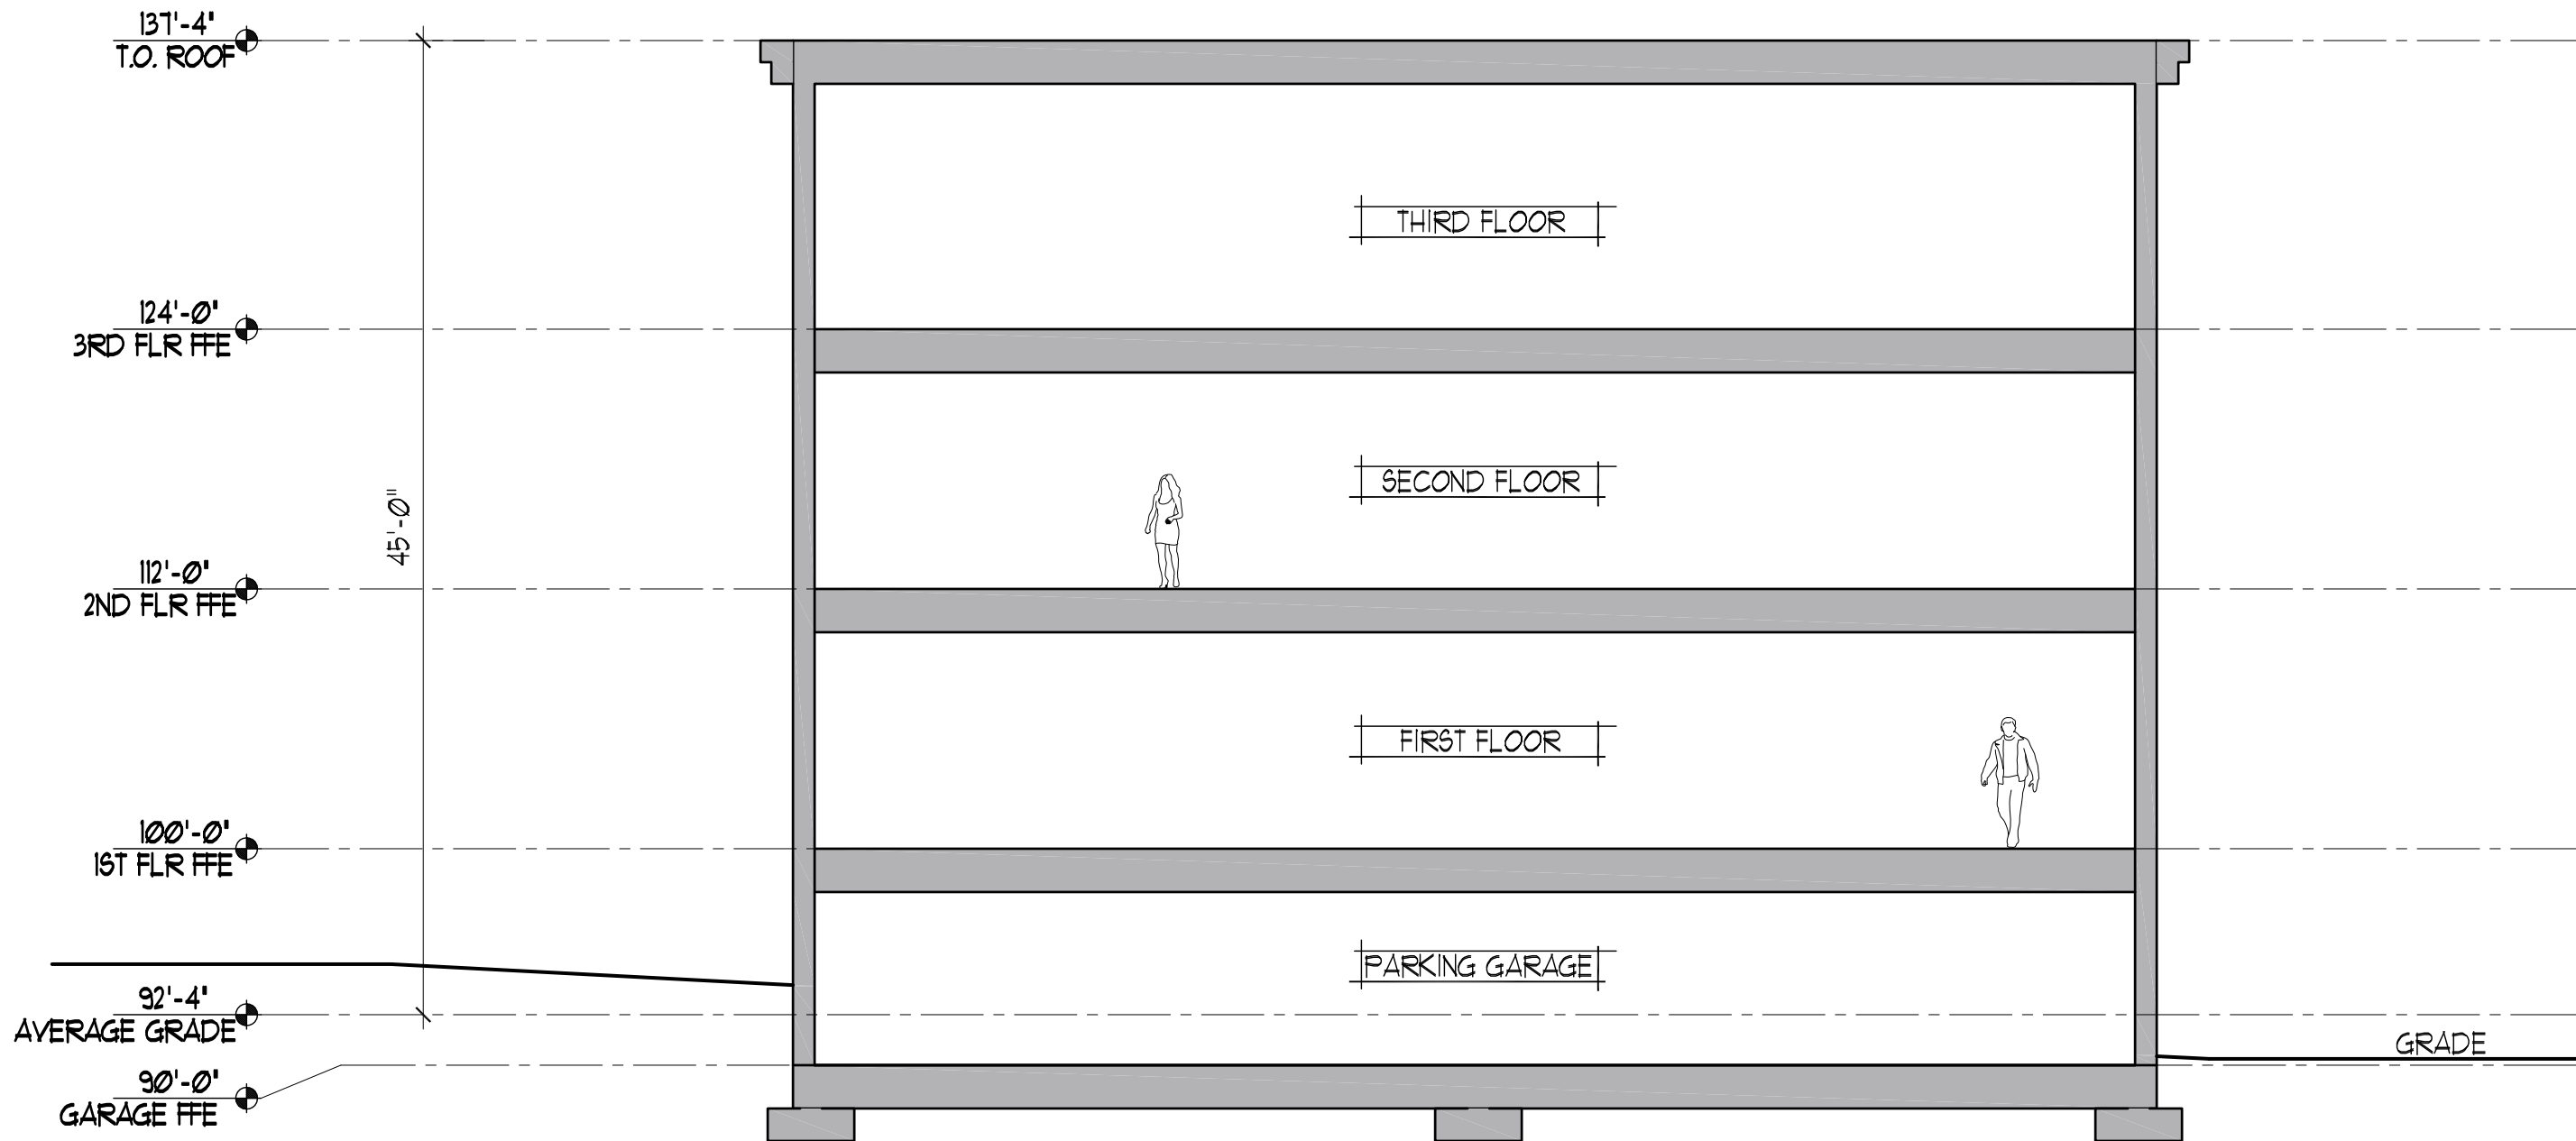 137'-4"
T.O. ROOF
THIRD FLOOR
124'-0"
3RD FLR FFE
SECOND FLOOR
45'-0"
112'-0"
2ND FLR FFE
FIRST FLOOR
100'-0"
1ST FLR FFE
PARKING GARAGE
92'-4"
AVERAGE GRADE
GRADE
90'-0"
GARAGE FFE